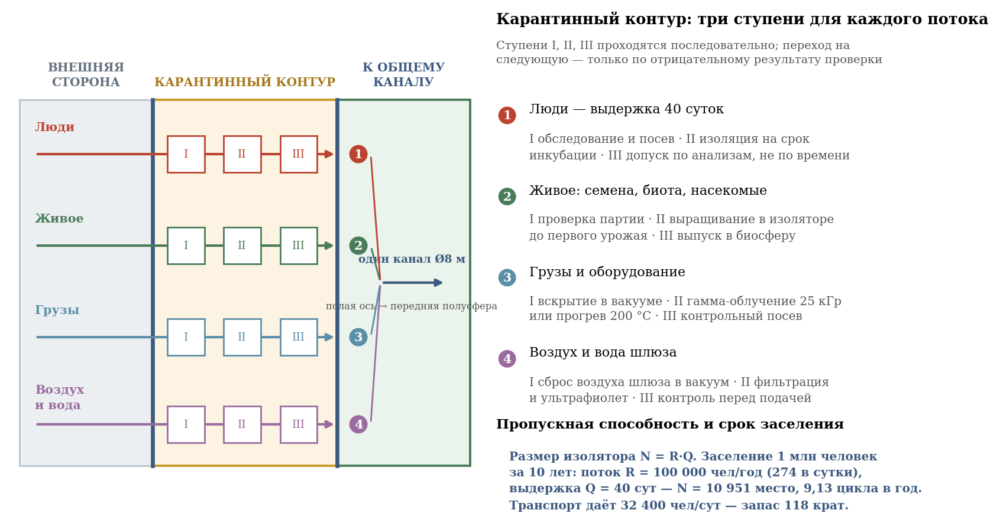 ВНЕШНЯЯ
СТОРОНА
КАРАНТИННЫЙ КОНТУР
К ОБЩЕМУ
КАНАЛУ
Люди
I II III 1
Живое
I II III 2
один канал Ø8 м
полая ось → передняя полусфера
Грузы
I II III 3
Воздух
и вода
I II III 4
Карантинный контур: три ступени для каждого потока
Ступени I, II, III проходятся последовательно; переход на
следующую — только по отрицательному результату проверки
1 Люди — выдержка 40 суток
I обследование и посев · II изоляция на срок
инкубации · III допуск по анализам, не по времени
2 Живое: семена, биота, насекомые
I проверка партии · II выращивание в изоляторе
до первого урожая · III выпуск в биосферу
3 Грузы и оборудование
I вскрытие в вакууме · II гамма-облучение 25 кГр
или прогрев 200 °C · III контрольный посев
4 Воздух и вода шлюза
I сброс воздуха шлюза в вакуум · II фильтрация
и ультрафиолет · III контроль перед подачей
Пропускная способность и срок заселения
Размер изолятора N = R·Q. Заселение 1 млн человек
за 10 лет: поток R = 100 000 чел/год (274 в сутки),
выдержка Q = 40 сут — N = 10 951 место, 9,13 цикла в год.
Транспорт даёт 32 400 чел/сут — запас 118 крат.